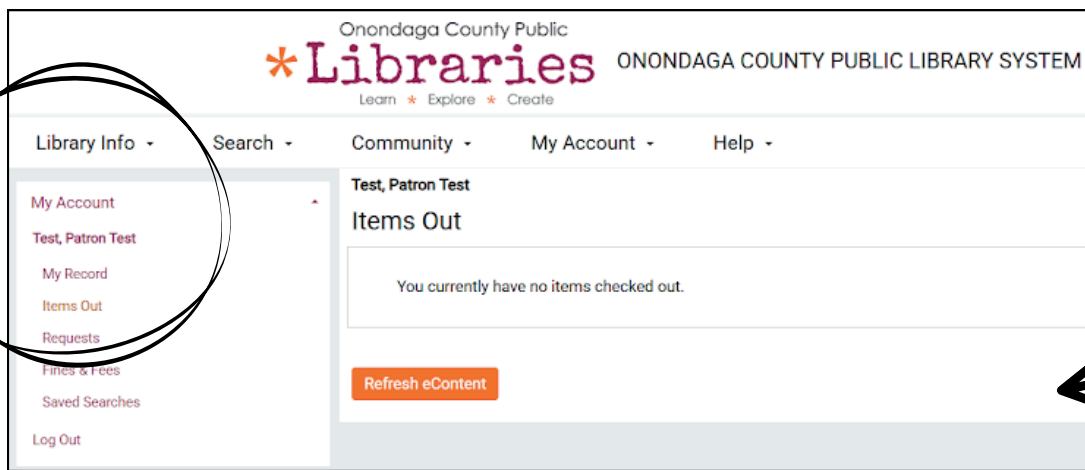 Onondaga County Public
*Libraries
Learn * Explore * Create
ONONDAGA COUNTY PUBLIC LIBRARY SYSTEM
Library Info
Search
Community
My Account
Help
My Account
Test, Patron Test
My Record
Items Out
Requests
Fines & Fees
Saved Searches
Log Out
Test, Patron Test
Items Out
You currently have no items checked out.
Refresh eContent